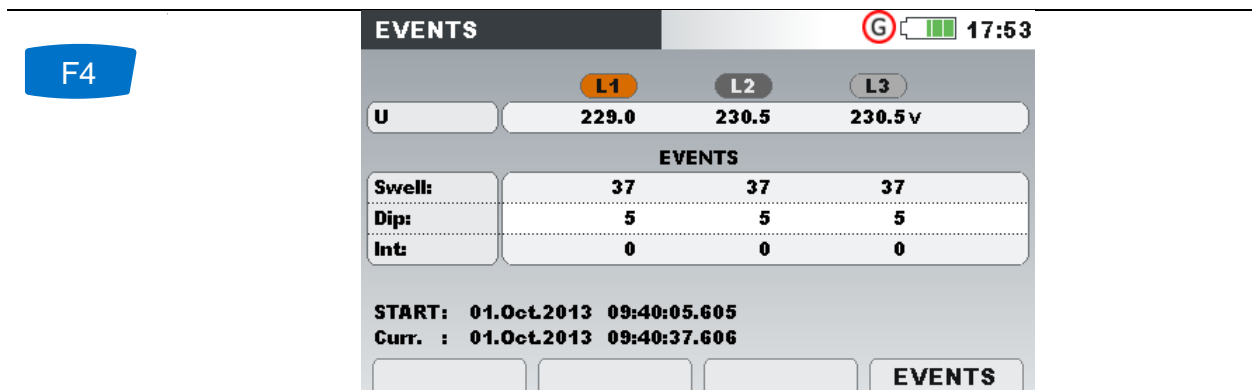 F4
EVENTS G 17:53
L1 L2 L3
U 229.0 230.5 230.5 v
EVENTS
Swell: 37 37 37
Dip: 5 5 5
Int: 0 0 0
START: 01.Oct.2013 09:40:05.605
Curr. : 01.Oct.2013 09:40:37.606
EVENTS